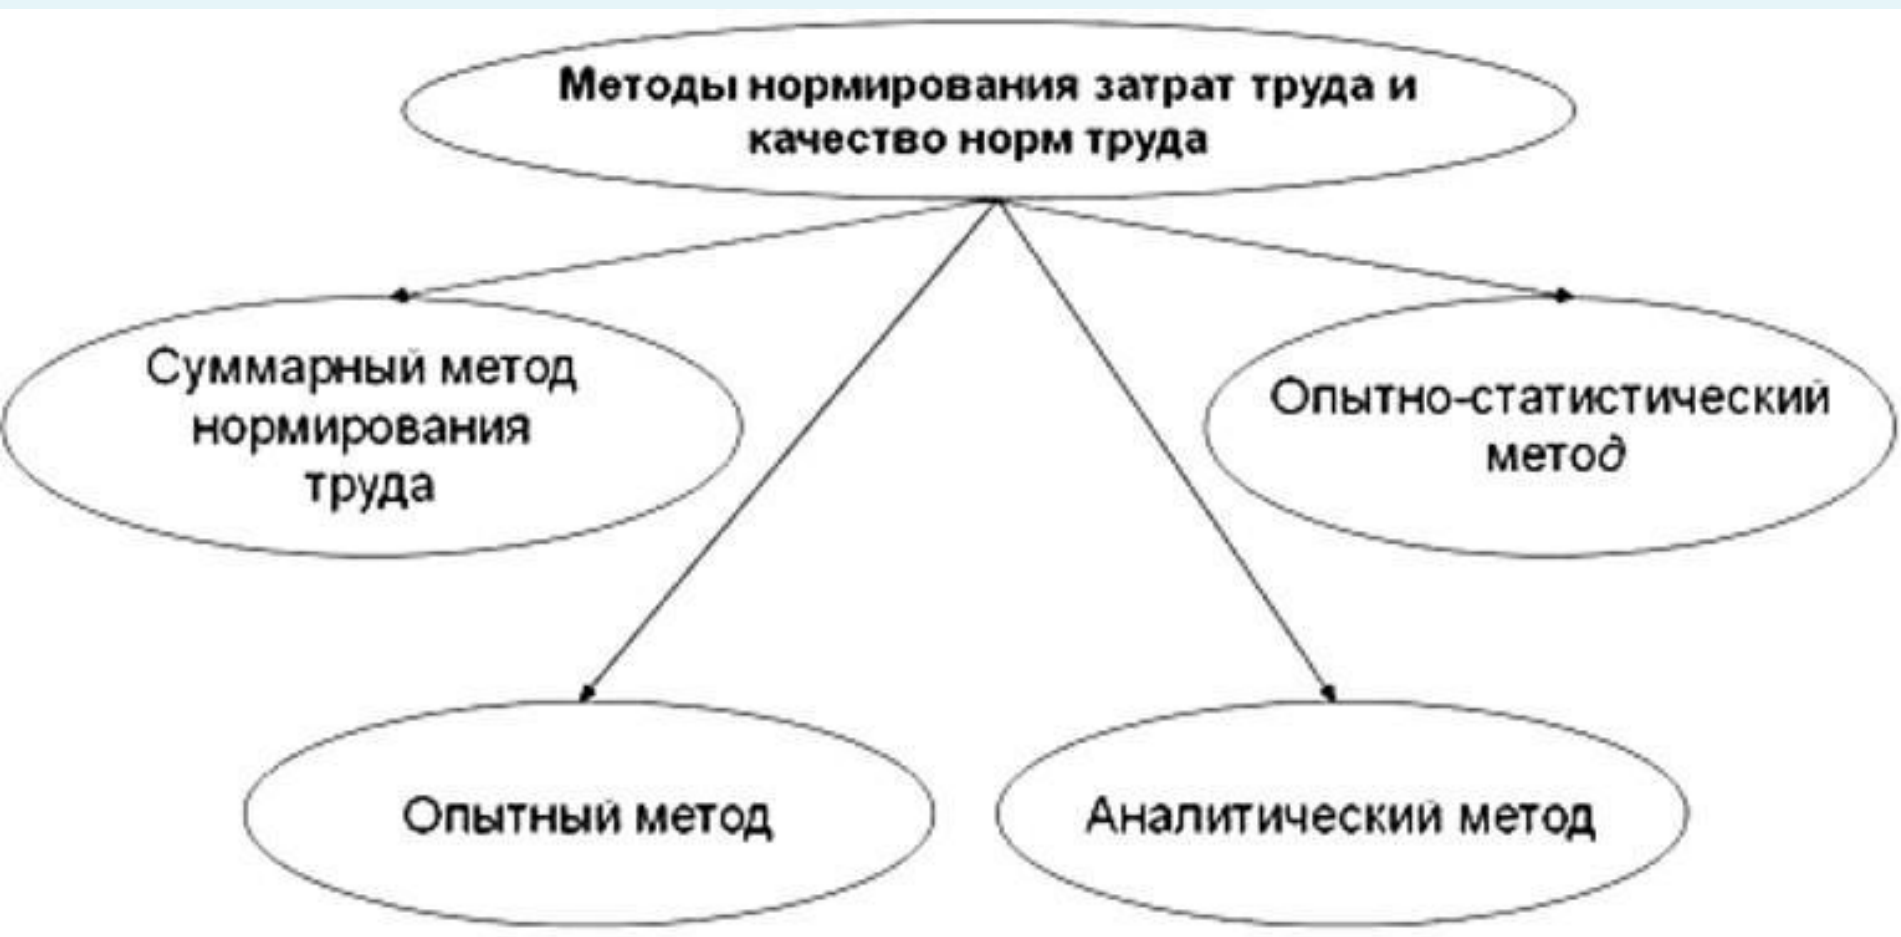 Методы нормирования затрат труда и
качество норм труда
Суммарный метод
нормирования
труда
Опытно-статистический
метод
Опытный метод
Аналитический метод